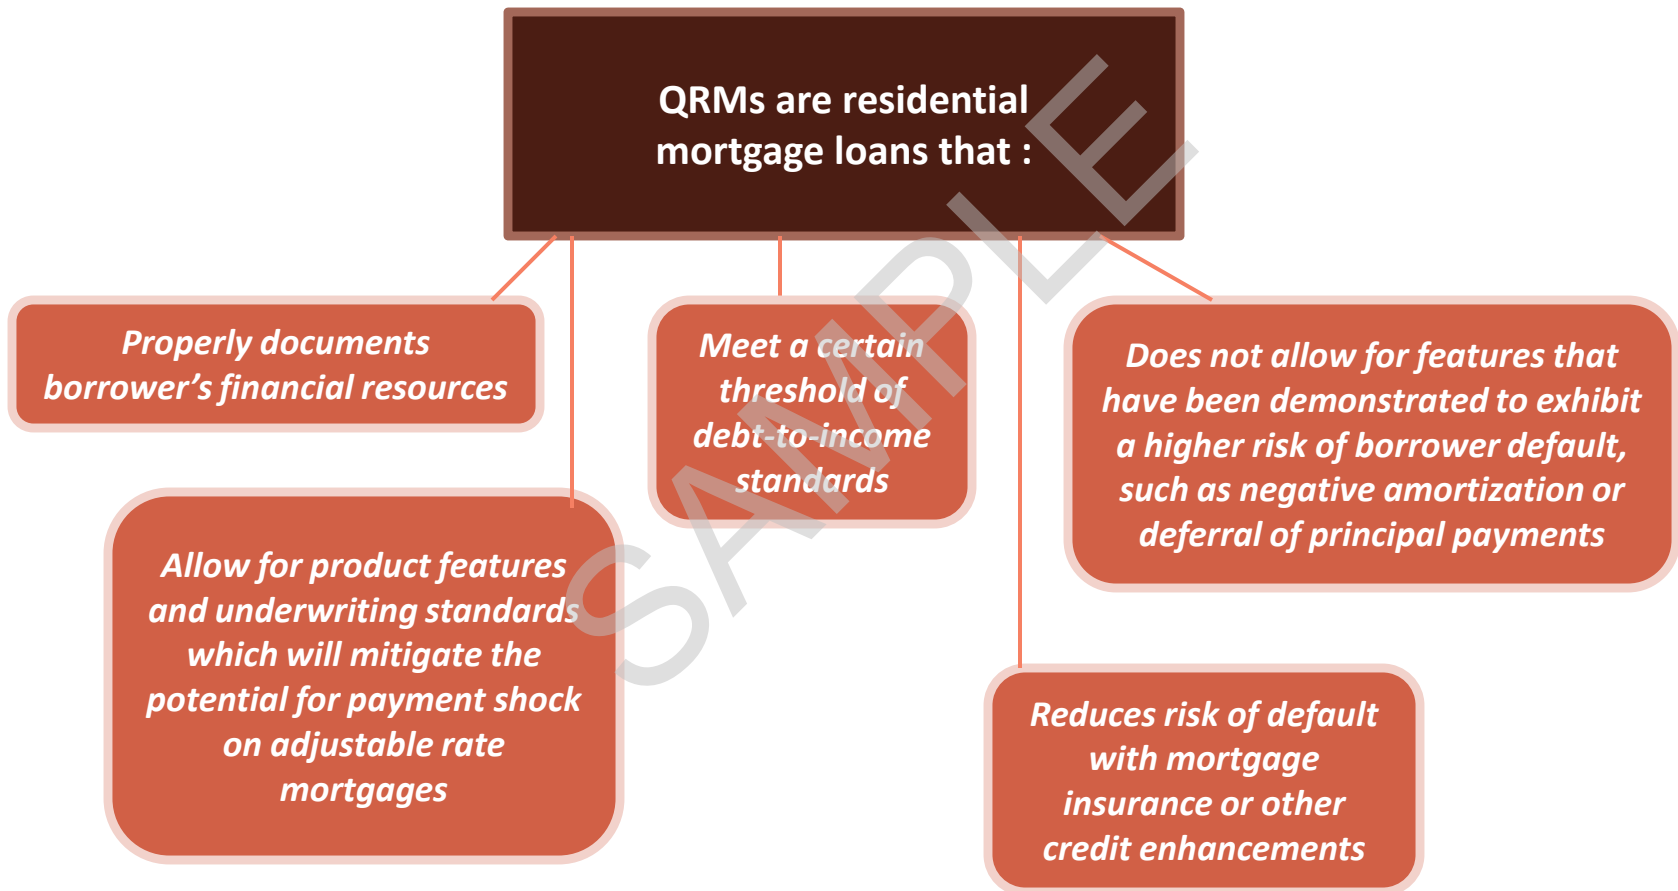 QRMs are residential
mortgage loans that :
Properly documents
borrower's financial resources
Meet a certain
threshold of
debt-to-income
standards
Does not allow for features that
have been demonstrated to exhibit
a higher risk of borrower default,
such as negative amortization or
deferral of principal payments
Allow for product features
and underwriting standards
which will mitigate the
potential for payment shock
on adjustable rate
mortgages
Reduces risk of default
with mortgage
insurance or other
credit enhancements
SAMPLE